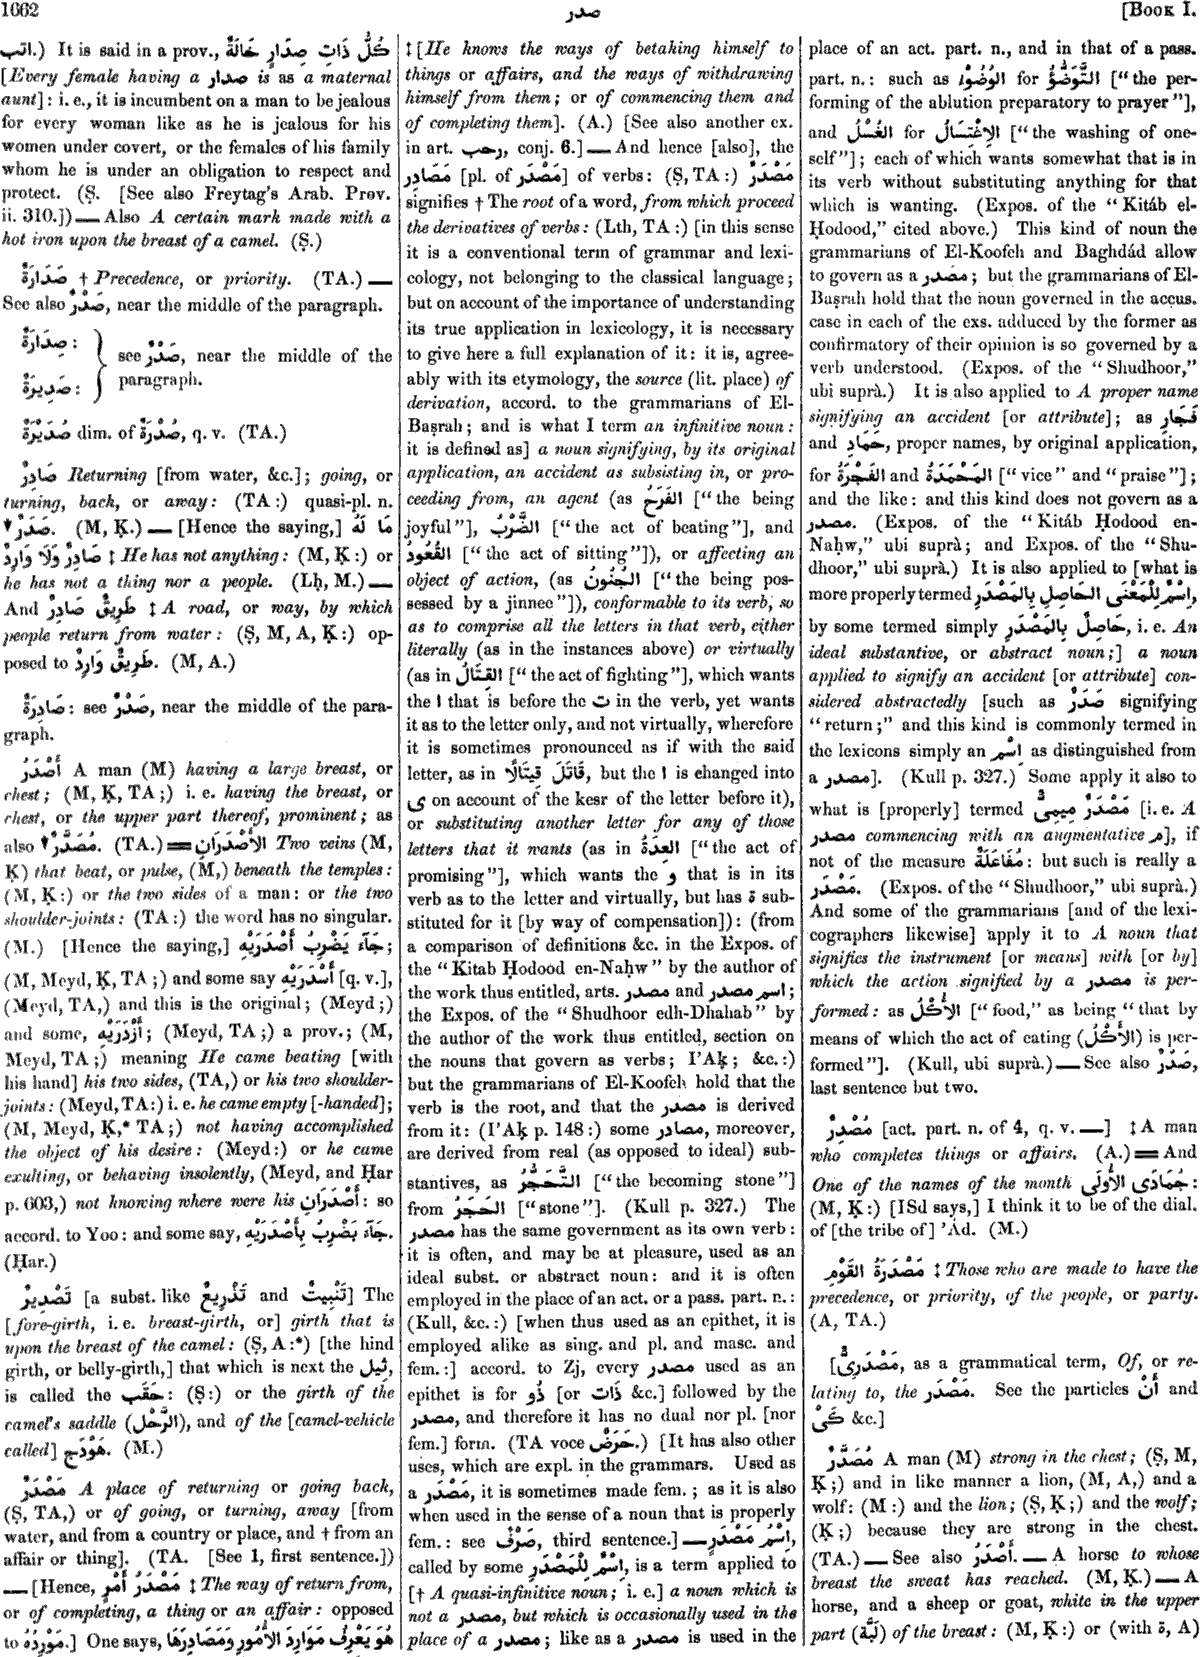 1662
صدر
[Book I.
اتب.) It is said in a prov., كُلُّ ذَاتِ صِدَارٍ خَالَةٌ
[Every female having a صدار is as a maternal
aunt]: i. e., it is incumbent on a man to be jealous
for every woman like as he is jealous for his
women under covert, or the females of his family
whom he is under an obligation to respect and
protect. (Ṣ. [See also Freytag's Arab. Prov.
ii. 310.]) — Also A certain mark made with a
hot iron upon the breast of a camel. (Ṣ.)
صَدَارَةٌ † Precedence, or priority. (TA.) —
See also صَدْرٌ, near the middle of the paragraph.
صِدَارَةٌ :
see صَدْرٌ, near the middle of the
paragraph.
صَدِيرَةٌ :
صُدَيْرَةٌ dim. of صُدْرَةٌ, q. v. (TA.)
صَادِرٌ Returning [from water, &c.]; going, or
turning, back, or away: (TA:) quasi-pl. n.
▼ صَدَرٌ. (M, Ḳ.) — [Hence the saying,] مَا لَهُ
صَادِرٌ وَلَا وَارِدٌ ‡ He has not anything: (M, Ḳ:) or
he has not a thing nor a people. (Lḥ, M.) —
And طَرِيقٌ صَادِرٌ ‡ A road, or way, by which
people return from water: (Ṣ, M, A, Ḳ:) op-
posed to طَرِيقٌ وَارِدٌ. (M, A.)
صَادِرَةٌ : see صَدْرٌ, near the middle of the para-
graph.
أَصْدَرُ A man (M) having a large breast, or
chest; (M, Ḳ, TA;) i. e. having the breast, or
chest, or the upper part thereof, prominent; as
also ▼ مُصَدَّرٌ. (TA.) = الأَصْدَرَانِ Two veins (M,
Ḳ) that beat, or pulse, (M,) beneath the temples:
(M, Ḳ:) or the two sides of a man: or the two
shoulder-joints: (TA:) the word has no singular.
(M.) [Hence the saying,] جَآءَ يَضْرِبُ أَصْدَرَيْهِ;
(M, Meyd, Ḳ, TA;) and some say أَسْدَرَيْهِ [q. v.],
(Meyd, TA,) and this is the original; (Meyd;)
and some, أَزْدَرَيْهِ; (Meyd, TA;) a prov.; (M,
Meyd, TA;) meaning He came beating [with
his hand] his two sides, (TA,) or his two shoulder-
joints: (Meyd, TA:) i. e. he came empty [-handed];
(M, Meyd, Ḳ,* TA;) not having accomplished
the object of his desire: (Meyd:) or he came
exulting, or behaving insolently, (Meyd, and Ḥar
p. 603,) not knowing where were his أَصْدَرَانِ: so
accord. to Yoo: and some say, جَآءَ يَضْرِبُ بِأَصْدَرَيْهِ.
(Ḥar.)
تَصْدِيرٌ [a subst. like تَذْرِيعٌ and تَنْبِيتٌ] The
[fore-girth, i. e. breast-girth, or] girth that is
upon the breast of the camel: (Ṣ, A:*) [the hind
girth, or belly-girth,] that which is next the ثيل,
is called the حَقَب: (Ṣ:) or the girth of the
camel's saddle (الرَّحْل), and of the [camel-vehicle
called] هَوْدَج. (M.)
مَصْدَرٌ A place of returning or going back,
(Ṣ, TA,) or of going, or turning, away [from
water, and from a country or place, and † from an
affair or thing]. (TA. [See 1, first sentence.])
— [Hence, مَصْدَرُ أَمْرٍ ‡ The way of return from,
or of completing, a thing or an affair: opposed
to مَوْرِدُهُ.] One says, هُوَ يَعْرِفُ مَوَارِدَ الأُمُورِ وَمَصَادِرَهَا
‡ [He knows the ways of betaking himself to
things or affairs, and the ways of withdrawing
himself from them; or of commencing them and
of completing them]. (A.) [See also another ex.
in art. رحب, conj. 6.] — And hence [also], the
مَصَادِر [pl. of مَصْدَر] of verbs: (Ṣ, TA:) مَصْدَرٌ
signifies † The root of a word, from which proceed
the derivatives of verbs: (Lth, TA:) [in this sense
it is a conventional term of grammar and lexi-
cology, not belonging to the classical language;
but on account of the importance of understanding
its true application in lexicology, it is necessary
to give here a full explanation of it: it is, agree-
ably with its etymology, the source (lit. place) of
derivation, accord. to the grammarians of El-
Baṣrah; and is what I term an infinitive noun:
it is defined as] a noun signifying, by its original
application, an accident as subsisting in, or pro-
ceeding from, an agent (as الفَرَحُ ["the being
joyful"], الضَّرْبُ ["the act of beating"], and
القُعُودُ ["the act of sitting"]), or affecting an
object of action, (as الجُنُونُ ["the being pos-
sessed by a jinnee"]), conformable to its verb, so
as to comprise all the letters in that verb, either
literally (as in the instances above) or virtually
(as in القِتَالُ ["the act of fighting"], which wants
the ا that is before the ت in the verb, yet wants
it as to the letter only, and not virtually, wherefore
it is sometimes pronounced as if with the said
letter, as in قَاتَلَ قِيتَالًا, but the ا is changed into
ى on account of the kesr of the letter before it),
or substituting another letter for any of those
letters that it wants (as in العِدَةُ ["the act of
promising"], which wants the و that is in its
verb as to the letter and virtually, but has ة sub-
stituted for it [by way of compensation]): (from
a comparison of definitions &c. in the Expos. of
the "Kitab Ḥodood en-Naḥw" by the author of
the work thus entitled, arts. مصدر and اسم مصدر;
the Expos. of the "Shudhoor edh-Dhahab" by
the author of the work thus entitled, section on
the nouns that govern as verbs; I'Aḳ; &c.:)
but the grammarians of El-Koofeh hold that the
verb is the root, and that the مصدر is derived
from it: (I'Aḳ p. 148:) some مصادر, moreover,
are derived from real (as opposed to ideal) sub-
stantives, as التَّحَجُّرُ ["the becoming stone"]
from الحَجَرُ ["stone"]. (Kull p. 327.) The
مصدر has the same government as its own verb:
it is often, and may be at pleasure, used as an
ideal subst. or abstract noun: and it is often
employed in the place of an act. or a pass. part. n.:
(Kull, &c.:) [when thus used as an epithet, it is
employed alike as sing. and pl. and masc. and
fem.:] accord. to Zj, every مصدر used as an
epithet is for ذُو [or ذَات &c.] followed by the
مصدر, and therefore it has no dual nor pl. [nor
fem.] form. (TA voce حَرَضٌ.) [It has also other
uses, which are expl. in the grammars. Used as
a مَصْدَر, it is sometimes made fem.; as it is also
when used in the sense of a noun that is properly
fem.: see صَرْفٌ, third sentence.] — اِسْمُ مَصْدَرٍ,
called by some اِسْمٌ لِلْمَصْدَرِ, is a term applied to
[† A quasi-infinitive noun; i. e.] a noun which is
not a مصدر, but which is occasionally used in the
place of a مصدر; like as a مصدر is used in the
place of an act. part. n., and in that of a pass.
part. n.: such as الوُضُوْءُ for التَّوَضُّؤُ ["the per-
forming of the ablution preparatory to prayer"],
and الغُسْلُ for الاِغْتِسَالُ ["the washing of one-
self"]; each of which wants somewhat that is in
its verb without substituting anything for that
which is wanting. (Expos. of the "Kitáb el-
Ḥodood," cited above.) This kind of noun the
grammarians of El-Koofeh and Baghdád allow
to govern as a مصدر; but the grammarians of El-
Baṣrah hold that the noun governed in the accus.
case in each of the exs. adduced by the former as
confirmatory of their opinion is so governed by a
verb understood. (Expos. of the "Shudhoor,"
ubi suprà.) It is also applied to A proper name
signifying an accident [or attribute]; as فَجَارِ
and حَمَادِ, proper names, by original application,
for الفَجْرَةُ and المَحْمَدَةُ ["vice" and "praise"];
and the like: and this kind does not govern as a
مصدر. (Expos. of the "Kitáb Ḥodood en-
Naḥw," ubi suprà; and Expos. of the "Shu-
dhoor," ubi suprà.) It is also applied to [what is
more properly termed اِسْمٌ لِلْمَعْنَى الحَاصِلِ بِالمَصْدَرِ,
by some termed simply حَاصِلٌ بِالمَصْدَرِ, i. e. An
ideal substantive, or abstract noun;] a noun
applied to signify an accident [or attribute] con-
sidered abstractedly [such as صَدَرٌ signifying
"return;" and this kind is commonly termed in
the lexicons simply an اِسْم as distinguished from
a مصدر]. (Kull p. 327.) Some apply it also to
what is [properly] termed مَصْدَرٌ مِيمِىٌّ [i. e. A
مصدر commencing with an augmentative م], if
not of the measure مُفَاعَلَةٌ: but such is really a
مَصْدَر. (Expos. of the "Shudhoor," ubi suprà.)
And some of the grammarians [and of the lexi-
cographers likewise] apply it to A noun that
signifies the instrument [or means] with [or by]
which the action signified by a مصدر is per-
formed: as الأُكْلُ ["food," as being "that by
means of which the act of eating (الأَكْلُ) is per-
formed"]. (Kull, ubi suprà.) — See also صَدَرٌ,
last sentence but two.
مُصْدِرٌ [act. part. n. of 4, q. v. —] ‡ A man
who completes things or affairs. (A.) = And
One of the names of the month جُمَادَى الأُولَى:
(M, Ḳ:) [ISd says,] I think it to be of the dial.
of [the tribe of] 'Ád. (M.)
مَصْدَرَةُ القَوْمِ ‡ Those who are made to have the
precedence, or priority, of the people, or party.
(A, TA.)
[مَصْدَرِىٌّ, as a grammatical term, Of, or re-
lating to, the مَصْدَر. See the particles أَنْ and
كَىْ &c.]
مُصَدَّرٌ A man (M) strong in the chest; (Ṣ, M,
Ḳ;) and in like manner a lion, (M, A,) and a
wolf: (M:) and the lion; (Ṣ, Ḳ;) and the wolf;
(Ḳ;) because they are strong in the chest.
(TA.) — See also أَصْدَرُ. — A horse to whose
breast the sweat has reached. (M, Ḳ.) — A
horse, and a sheep or goat, white in the upper
part (لَبَّة) of the breast: (M, Ḳ:) or (with ة, A)